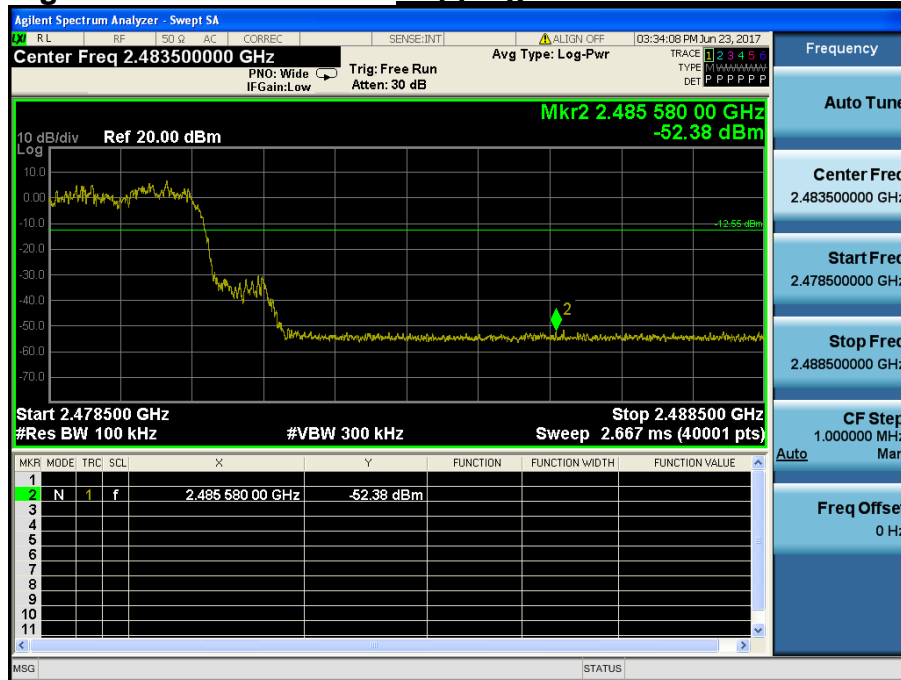 Agilent Spectrum Analyzer - Swept SA
LXI RL RF 50 Ω AC CORREC SENSE:INT ALIGN OFF 03:34:08 PM Jun 23, 2017
Center Freq 2.483500000 GHz
PNO: Wide Trig: Free Run
IFGain:Low Atten: 30 dB
Avg Type: Log-Pwr
TRACE 1 2 3 4 5 6
TYPE M WWWWW
DET P P P P P P
Mkr2 2.485 580 00 GHz
-52.38 dBm
10 dB/div Ref 20.00 dBm
Log
10.0
0.00
-10.0
-12.55 dBm
-20.0
-30.0
-40.0
-50.0
-60.0
-70.0
2
Start 2.478500 GHz Stop 2.488500 GHz
#Res BW 100 kHz #VBW 300 kHz Sweep 2.667 ms (40001 pts)
MKR MODE TRC SCL X Y FUNCTION FUNCTION WIDTH FUNCTION VALUE
1
2 N 1 f 2.485 580 00 GHz -52.38 dBm
3
4
5
6
7
8
9
10
11
MSG STATUS
Frequency
Auto Tune
Center Freq
2.483500000 GHz
Start Freq
2.478500000 GHz
Stop Freq
2.488500000 GHz
CF Step
1.000000 MHz
Auto Man
Freq Offset
0 Hz